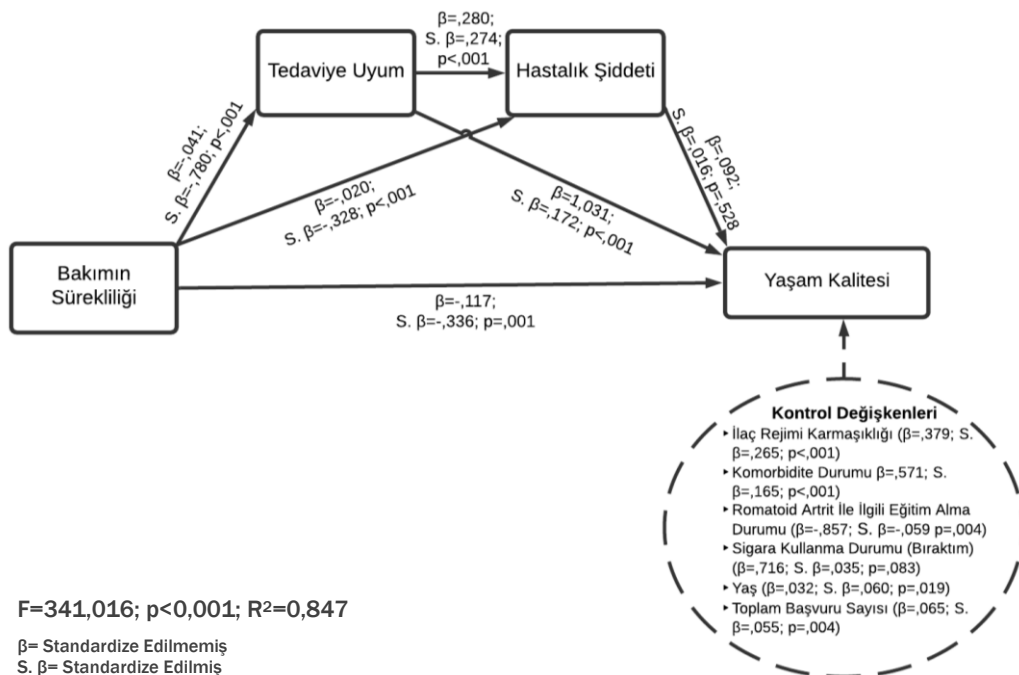 β=,280;
S. β=,274;
p<,001
Tedaviye Uyum
Hastalık Şiddeti
β=-,041;
S. β=-,780; p<,001
β=-,020;
S. β=-,328; p<,001
β=1,031;
S. β=,172; p<,001
β=,092;
S. β=,016; p=,528
Bakımın
Sürekliliği
Yaşam Kalitesi
β=-,117;
S. β=-,336; p=,001
Kontrol Değişkenleri
‣ İlaç Rejimi Karmaşıklığı (β=,379; S.
β=,265; p<,001)
‣ Komorbidite Durumu β=,571; S.
β=,165; p<,001)
‣ Romatoid Artrit İle İlgili Eğitim Alma
Durumu (β=-,857; S. β=-,059 p=,004)
‣ Sigara Kullanma Durumu (Bıraktım)
(β=,716; S. β=,035; p=,083)
‣ Yaş (β=,032; S. β=,060; p=,019)
‣ Toplam Başvuru Sayısı (β=,065; S.
β=,055; p=,004)
F=341,016; p<0,001; R²=0,847
β= Standardize Edilmemiş
S. β= Standardize Edilmiş